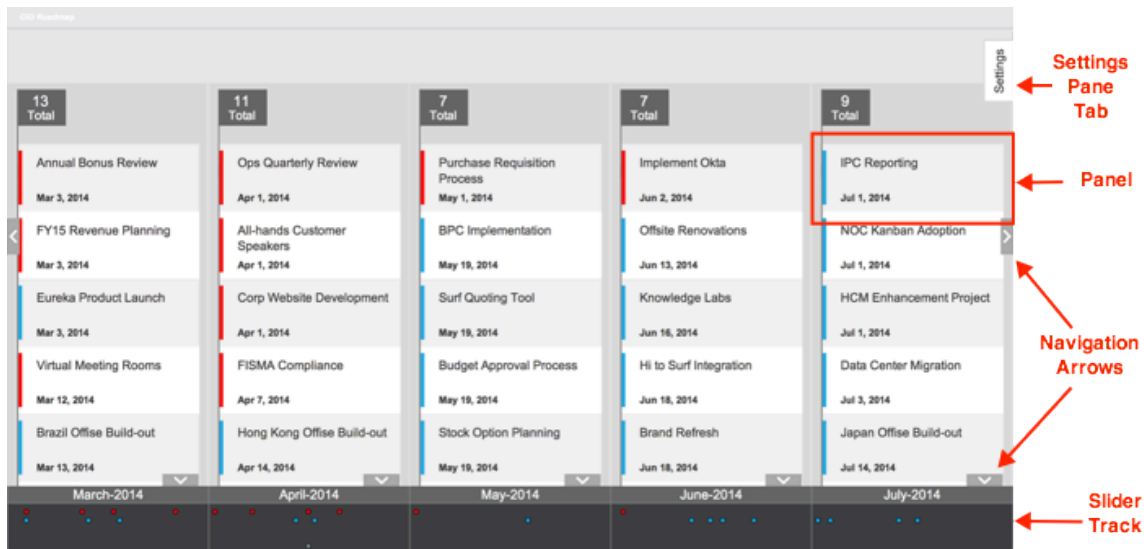 CIO Roadmap
Settings
Settings
Pane
Tab
13
Total
11
Total
7
Total
7
Total
9
Total
Annual Bonus Review
Mar 3, 2014
Ops Quarterly Review
Apr 1, 2014
Purchase Requisition
Process
May 1, 2014
Implement Okta
Jun 2, 2014
IPC Reporting
Jul 1, 2014
Panel
FY15 Revenue Planning
Mar 3, 2014
All-hands Customer
Speakers
Apr 1, 2014
BPC Implementation
May 19, 2014
Offsite Renovations
Jun 13, 2014
NOC Kanban Adoption
Jul 1, 2014
Eureka Product Launch
Mar 3, 2014
Corp Website Development
Apr 1, 2014
Surf Quoting Tool
May 19, 2014
Knowledge Labs
Jun 16, 2014
HCM Enhancement Project
Jul 1, 2014
Navigation
Arrows
Virtual Meeting Rooms
Mar 12, 2014
FISMA Compliance
Apr 7, 2014
Budget Approval Process
May 19, 2014
Hi to Surf Integration
Jun 18, 2014
Data Center Migration
Jul 3, 2014
Brazil Offise Build-out
Mar 13, 2014
Hong Kong Offise Build-out
Apr 14, 2014
Stock Option Planning
May 19, 2014
Brand Refresh
Jun 18, 2014
Japan Offise Build-out
Jul 14, 2014
March-2014
April-2014
May-2014
June-2014
July-2014
Slider
Track